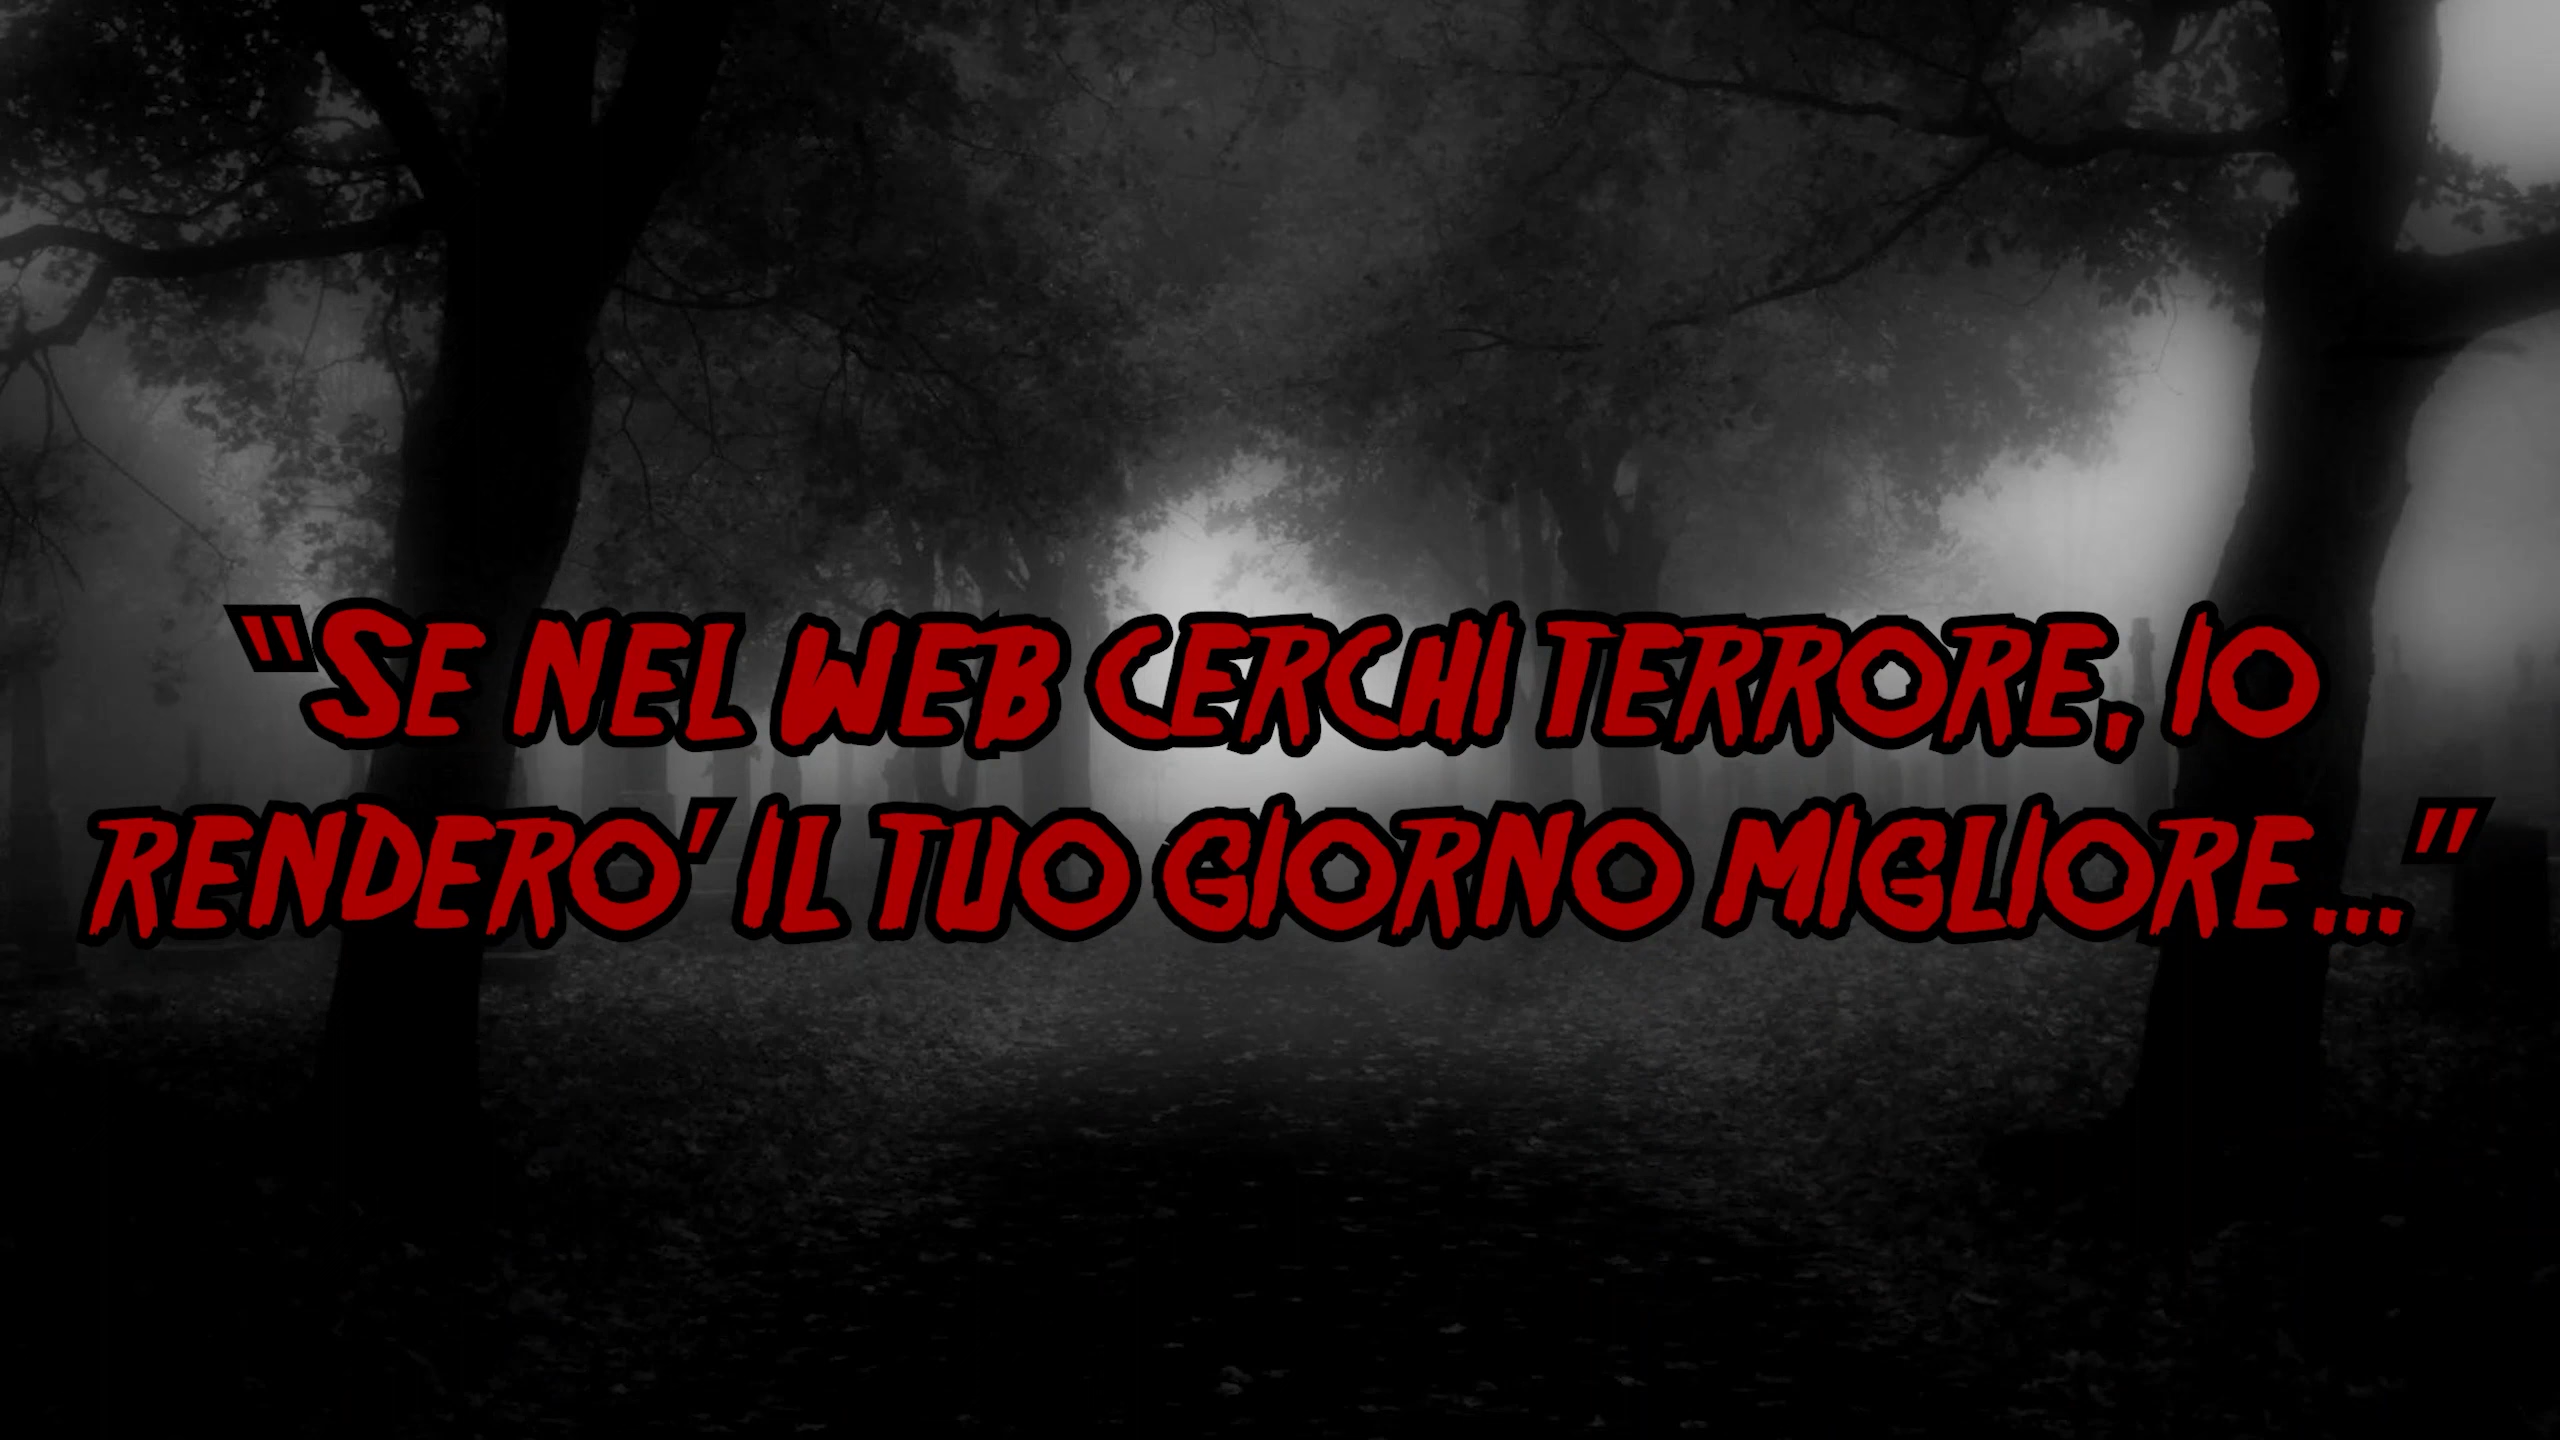 “SE NEL WEB CERCHI TERRORE, IO
RENDERO' IL TUO GIORNO MIGLIORE...”